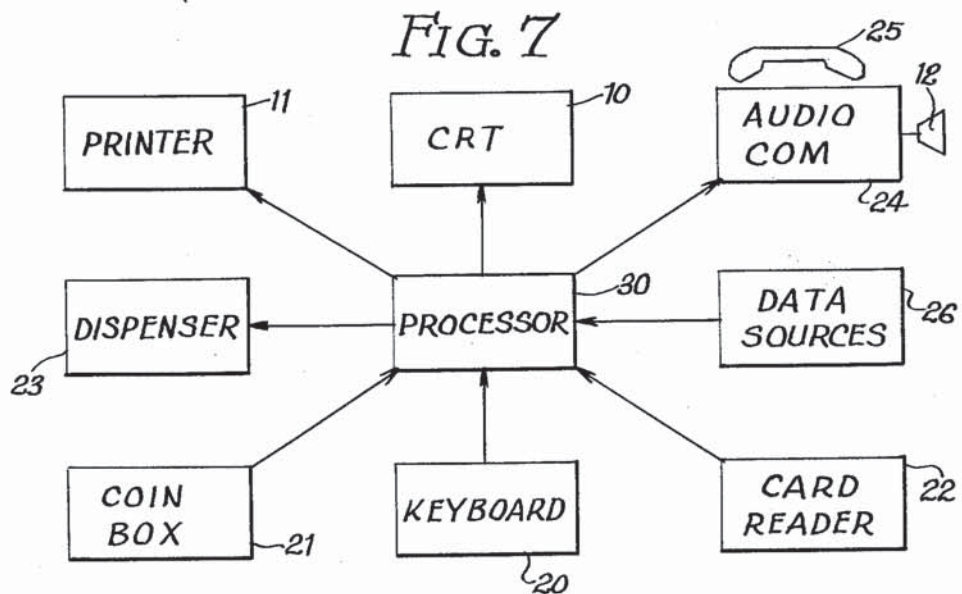 FIG. 7
25
11
10
12
PRINTER
CRT
AUDIO
COM
24
30
DISPENSER
PROCESSOR
DATA
SOURCES
26
23
COIN
BOX
KEYBOARD
CARD
READER
22
21
20